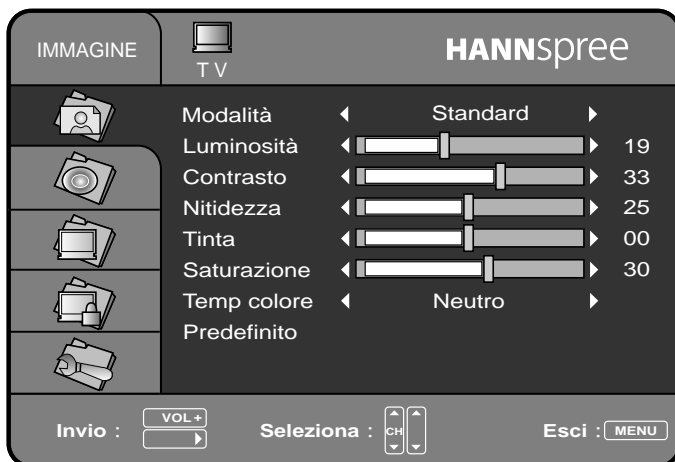 IMMAGINE
TV
HANNspree
Modalità Standard
Luminosità 19
Contrasto 33
Nitidezza 25
Tinta 00
Saturazione 30
Temp colore Neutro
Predefinito
Invio : VOL+ Seleziona : CH Esci : MENU